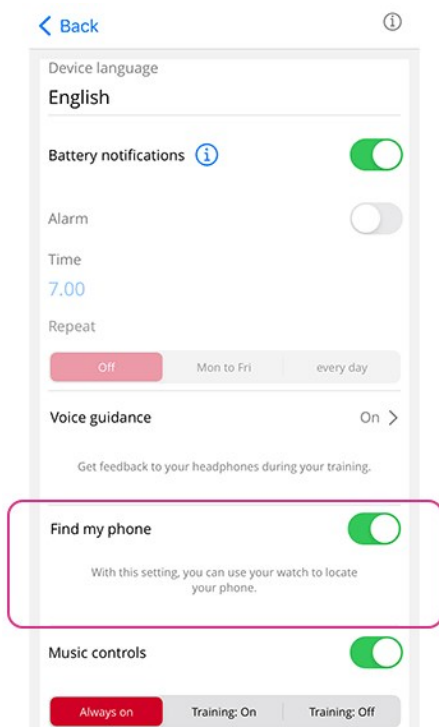 Back
Device language
English
Battery notifications
Alarm
Time
7.00
Repeat
Off Mon to Fri every day
Voice guidance On
Get feedback to your headphones during your training.
Find my phone
With this setting, you can use your watch to locate
your phone.
Music controls
Always on Training: On Training: Off